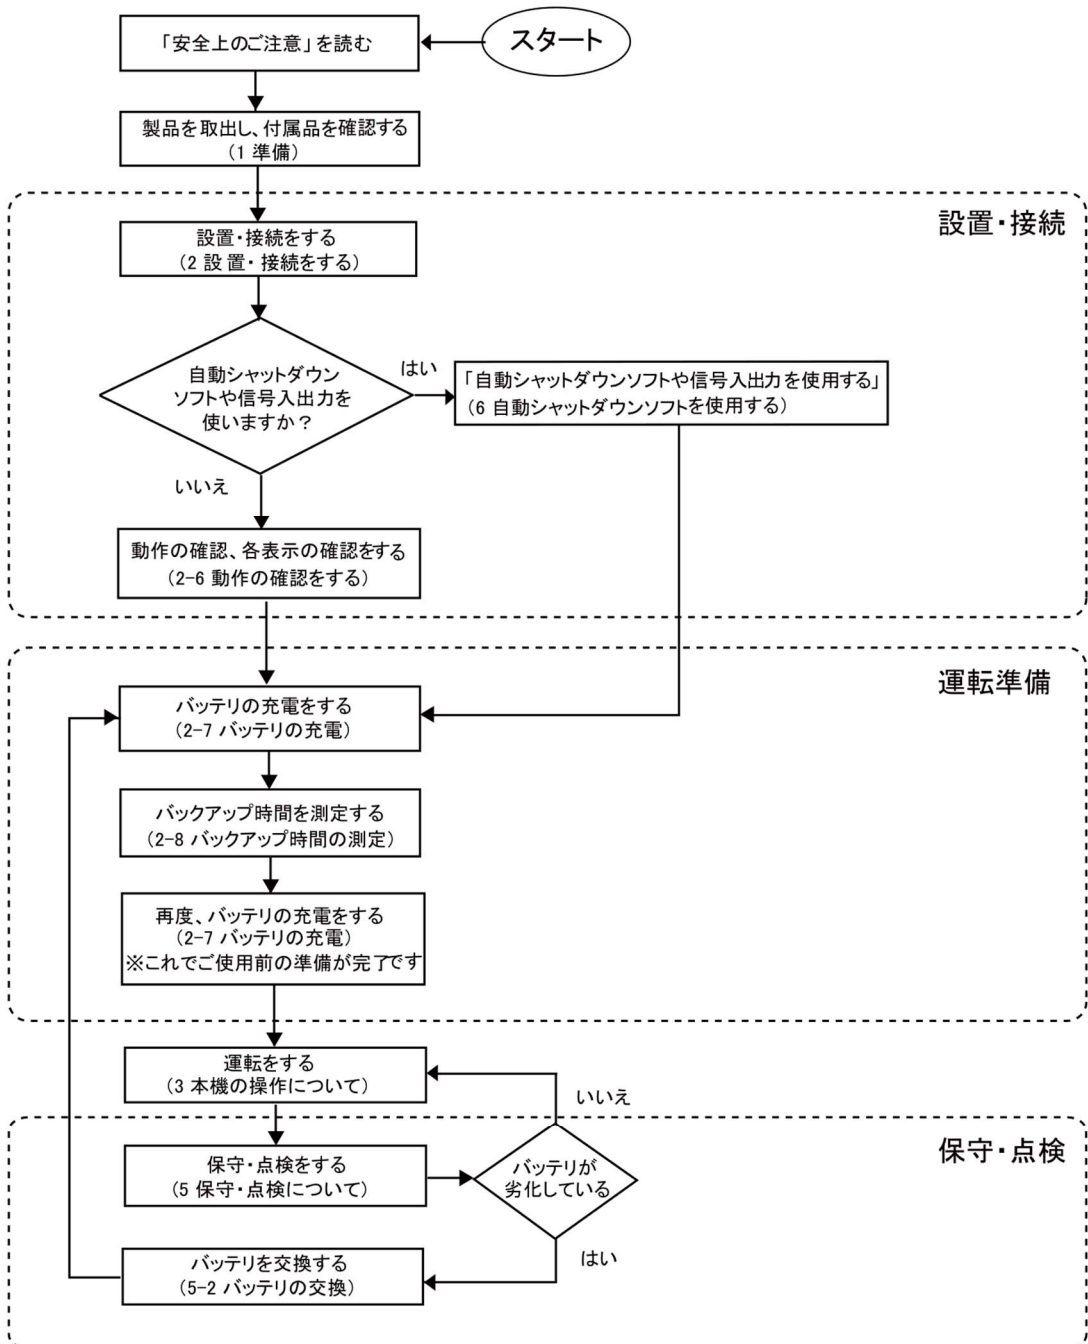 スタート
「安全上のご注意」を読む
製品を取出し、付属品を確認する
(1 準備)
設置・接続
設置・接続をする
(2 設置・接続をする)
自動シャットダウン
ソフトや信号入出力を
使いますか？
はい
「自動シャットダウンソフトや信号入出力を使用する」
(6 自動シャットダウンソフトを使用する)
いいえ
動作の確認、各表示の確認をする
(2-6 動作の確認をする)
運転準備
バッテリの充電をする
(2-7 バッテリの充電)
バックアップ時間を測定する
(2-8 バックアップ時間の測定)
再度、バッテリの充電をする
(2-7 バッテリの充電)
※これでご使用前の準備が完了です
運転をする
(3 本機の操作について)
いいえ
保守・点検
保守・点検をする
(5 保守・点検について)
バッテリが
劣化している
はい
バッテリを交換する
(5-2 バッテリの交換)